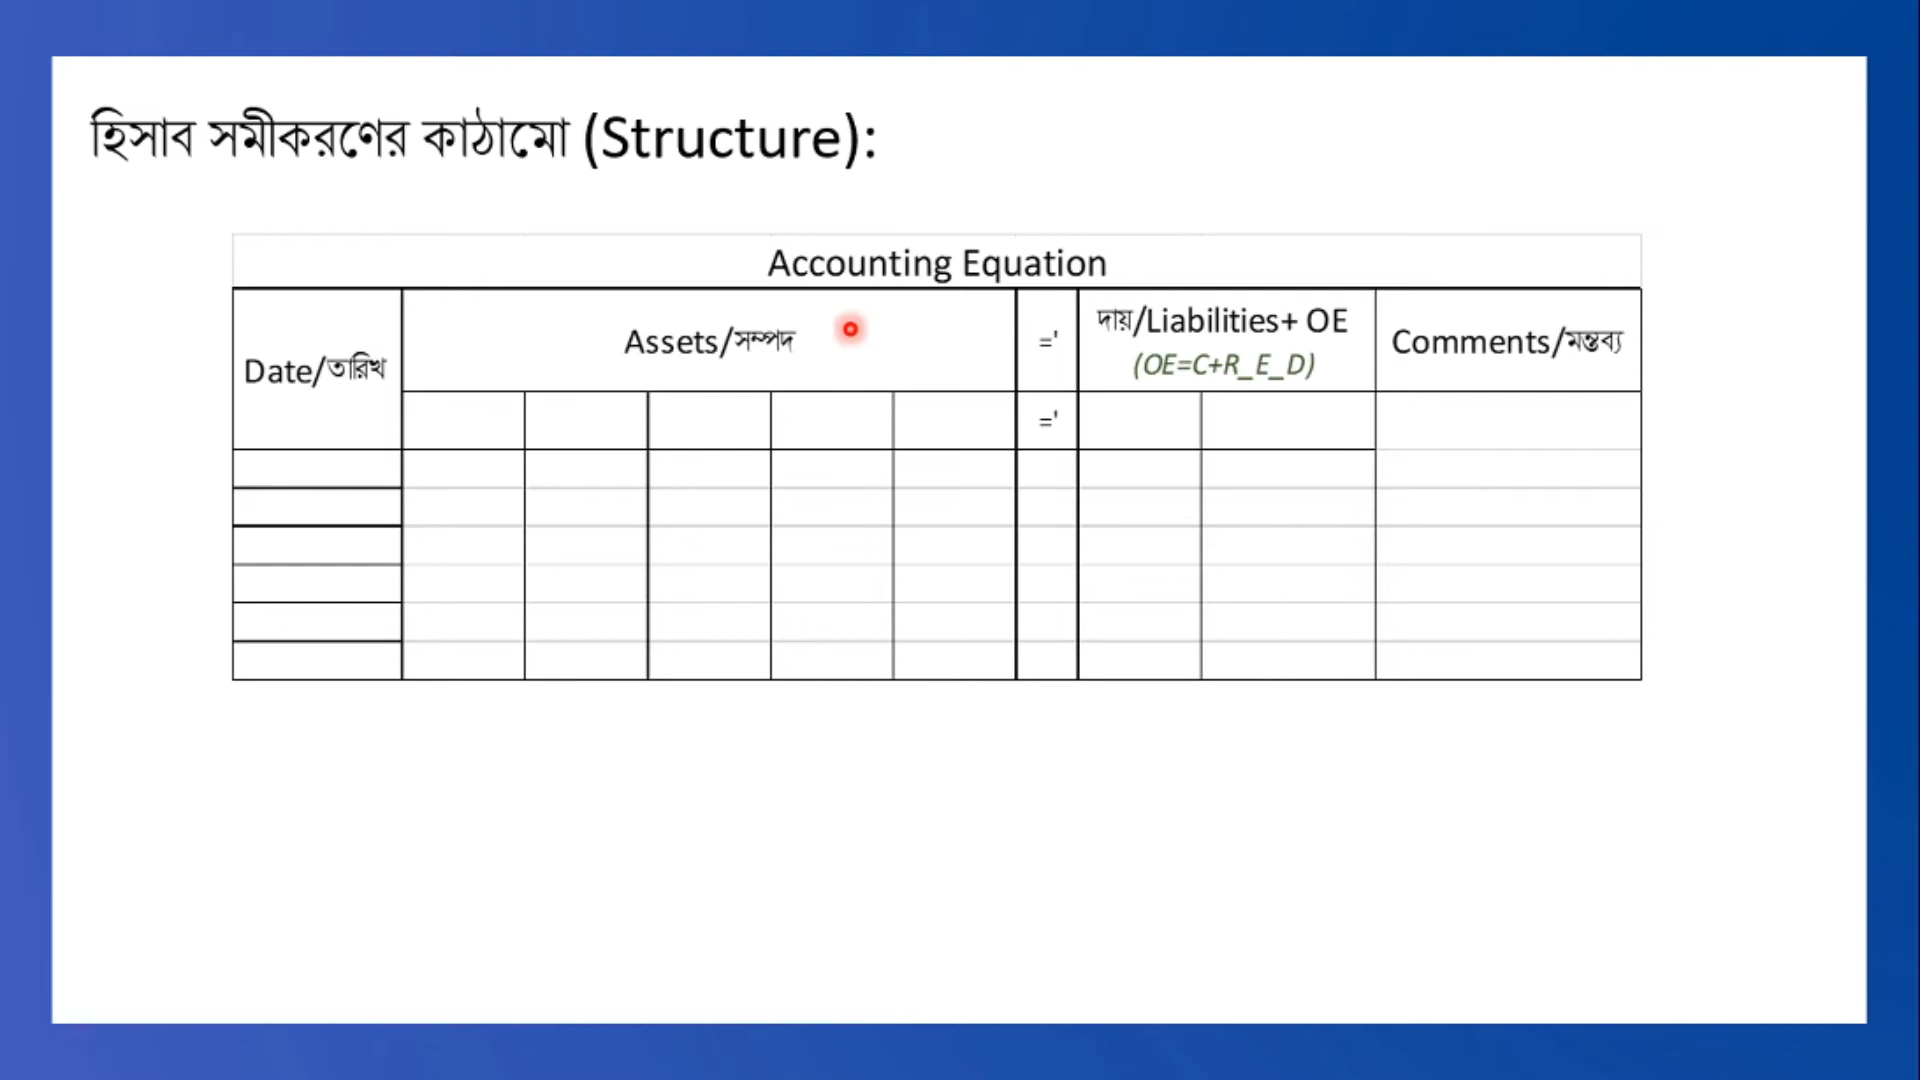 হিসাব সমীকরণের কাঠামো (Structure):
Accounting Equation
Date/তারিখ
Assets/সম্পদ
='
দায়/Liabilities+ OE
(OE=C+R_E_D)
Comments/মন্তব্য
='